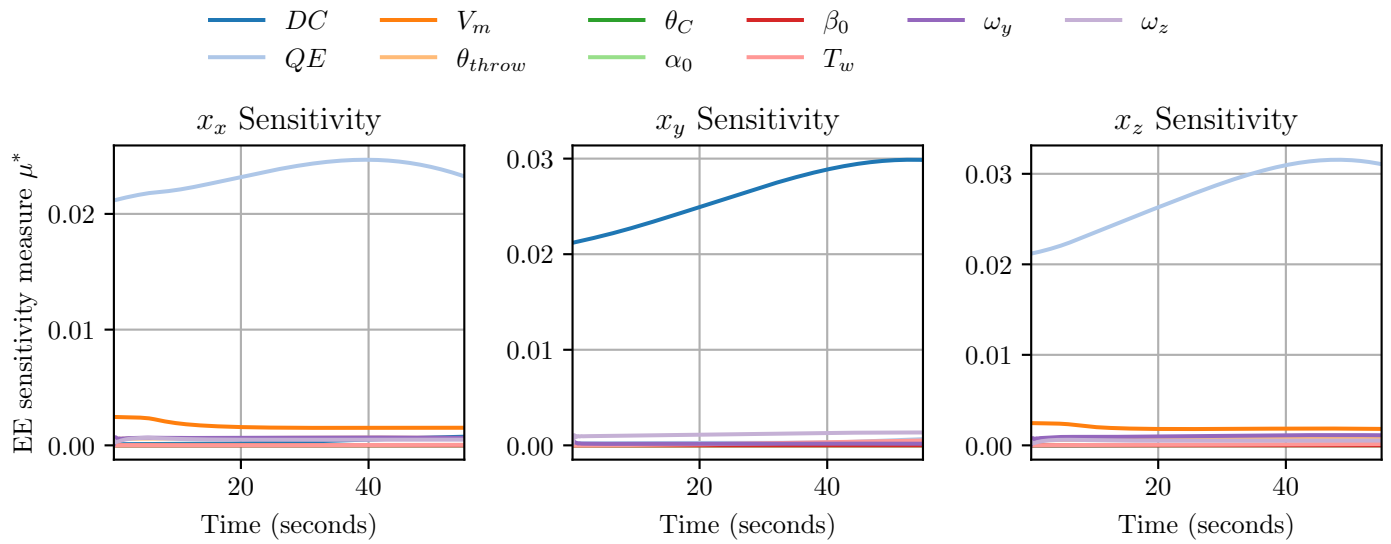 DC V_m θ_C β_0 ω_y ω_z
QE θ_throw α_0 T_w
x_x Sensitivity x_y Sensitivity x_z Sensitivity
EE sensitivity measure μ*
0.02
0.01
0.00
20 40
Time (seconds)
0.03
0.02
0.01
0.00
20 40
Time (seconds)
0.03
0.02
0.01
0.00
20 40
Time (seconds)